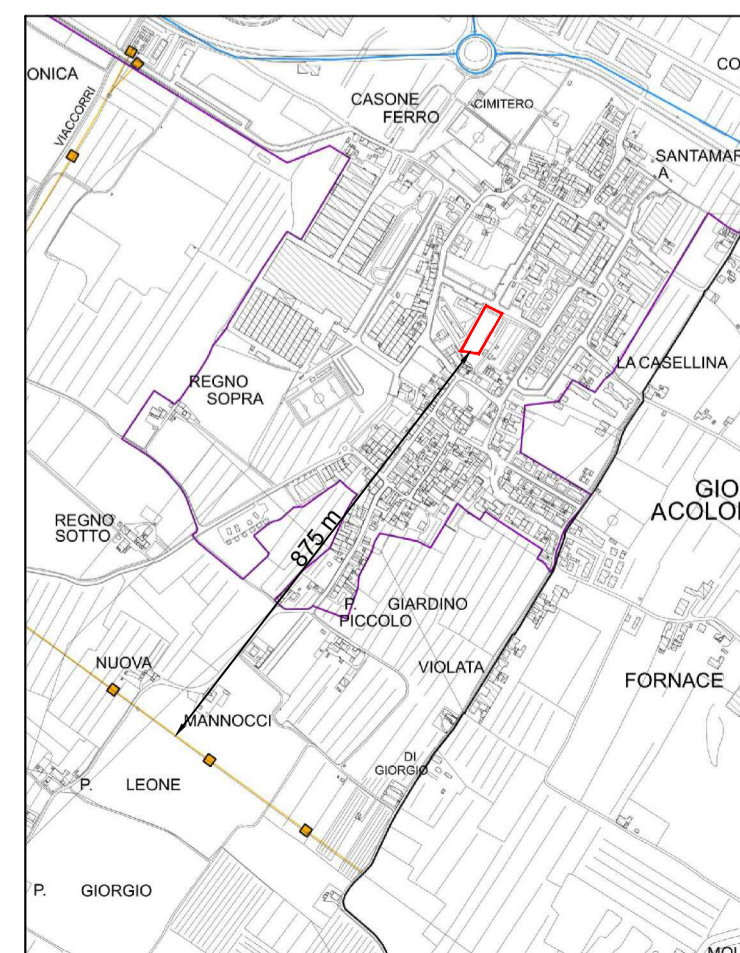 CO
ONICA
VIACCORRI
CASONE
FERRO
CIMITERO
SANTAMAR
A
LA CASELLINA
REGNO
SOPRA
GIO
ACOLO
REGNO
SOTTO
875 m
P. GIARDINO
PICCOLO
NUOVA
VIOLATA
FORNACE
MANNOCCI
DI
GIORGIO
P. LEONE
P. GIORGIO
MOL